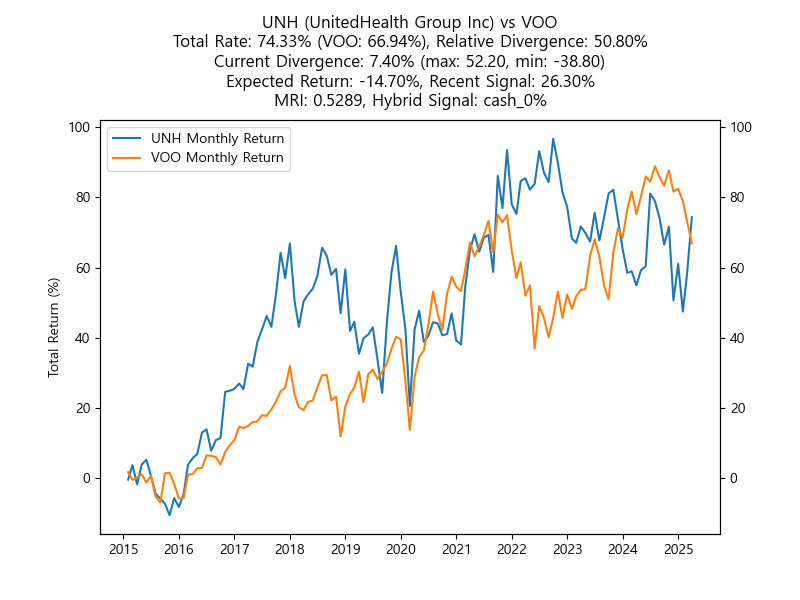 UNH (UnitedHealth Group Inc) vs VOO
Total Rate: 74.33% (VOO: 66.94%), Relative Divergence: 50.80%
Current Divergence: 7.40% (max: 52.20, min: -38.80)
Expected Return: -14.70%, Recent Signal: 26.30%
MRI: 0.5289, Hybrid Signal: cash_0%
UNH Monthly Return
VOO Monthly Return
Total Return (%)
100
80
60
40
20
0
100
80
60
40
20
0
2015 2016 2017 2018 2019 2020 2021 2022 2023 2024 2025